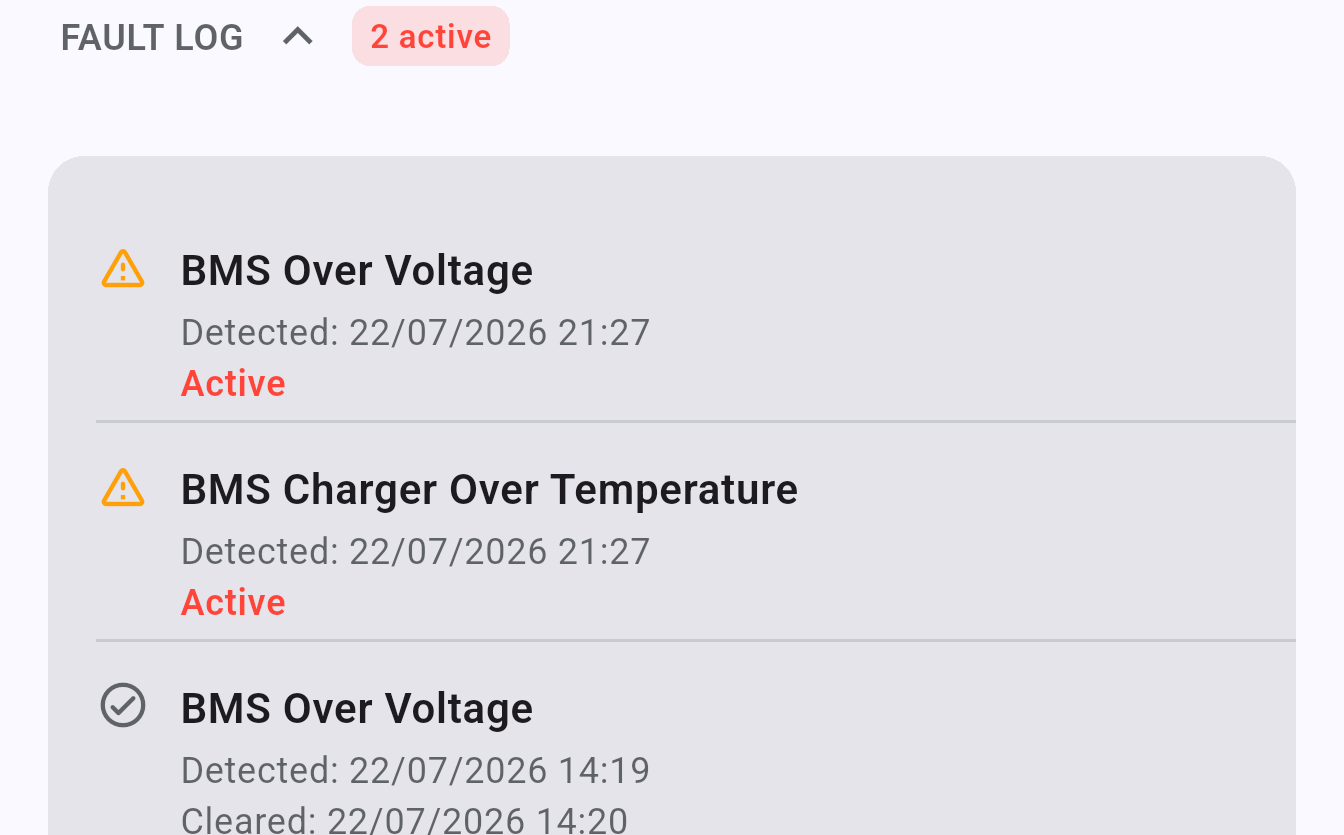 FAULT LOG 2 active
BMS Over Voltage
Detected: 22/07/2026 21:27
Active
BMS Charger Over Temperature
Detected: 22/07/2026 21:27
Active
BMS Over Voltage
Detected: 22/07/2026 14:19
Cleared: 22/07/2026 14:20